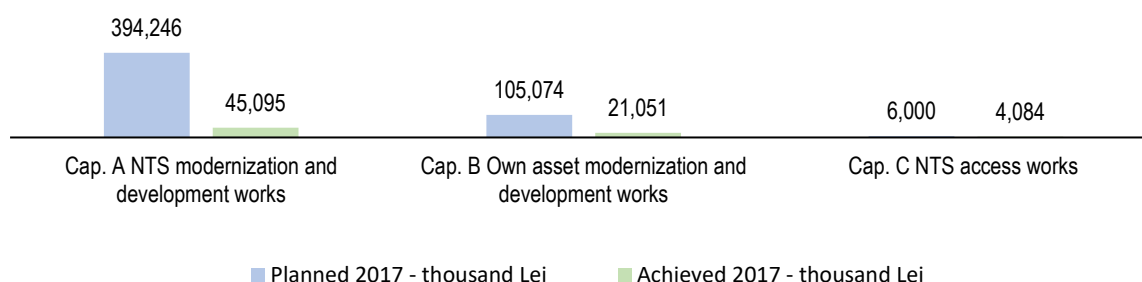 394,246
45,095
105,074
21,051
6,000
4,084
Cap. A NTS modernization and
development works
Cap. B Own asset modernization and
development works
Cap. C NTS access works
Planned 2017 - thousand Lei
Achieved 2017 - thousand Lei